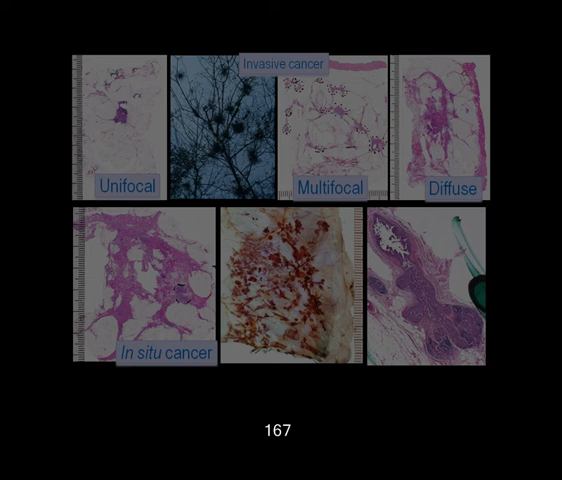 Invasive cancer
Unifocal
Multifocal
Diffuse
In situ cancer
167